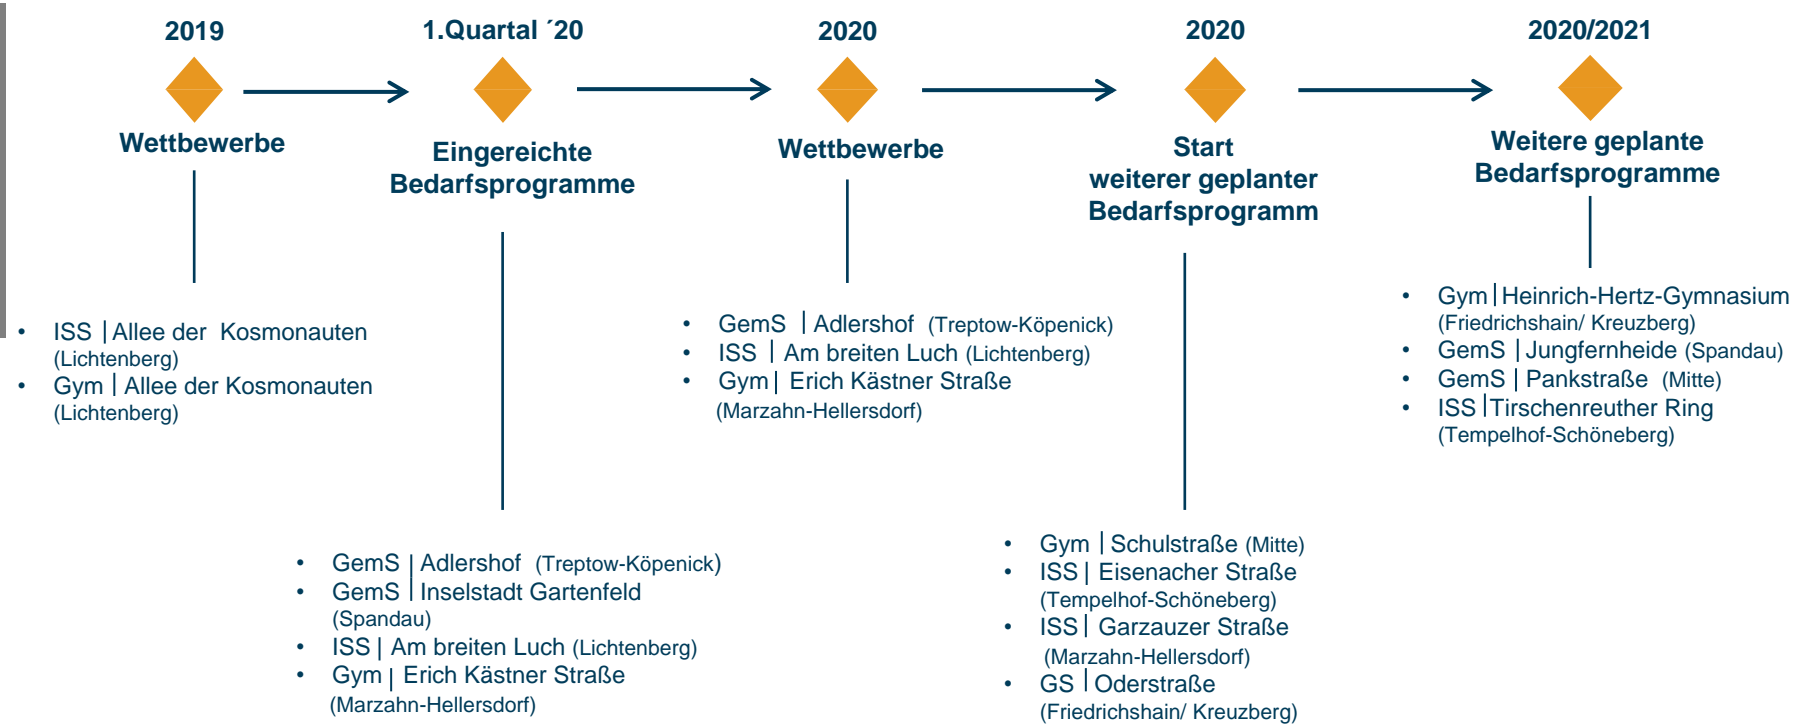 2019
Wettbewerbe
• ISS | Allee der Kosmonauten
(Lichtenberg)
• Gym | Allee der Kosmonauten
(Lichtenberg)
1.Quartal ´20
Eingereichte
Bedarfsprogramme
• GemS | Adlershof (Treptow-Köpenick)
• GemS | Inselstadt Gartenfeld
(Spandau)
• ISS | Am breiten Luch (Lichtenberg)
• Gym | Erich Kästner Straße
(Marzahn-Hellersdorf)
2020
Wettbewerbe
• GemS | Adlershof (Treptow-Köpenick)
• ISS | Am breiten Luch (Lichtenberg)
• Gym | Erich Kästner Straße
(Marzahn-Hellersdorf)
2020
Start
weiterer geplanter
Bedarfsprogramm
• Gym | Schulstraße (Mitte)
• ISS | Eisenacher Straße
(Tempelhof-Schöneberg)
• ISS | Garzauzer Straße
(Marzahn-Hellersdorf)
• GS | Oderstraße
(Friedrichshain/ Kreuzberg)
2020/2021
Weitere geplante
Bedarfsprogramme
• Gym | Heinrich-Hertz-Gymnasium
(Friedrichshain/ Kreuzberg)
• GemS | Jungfernheide (Spandau)
• GemS | Pankstraße (Mitte)
• ISS | Tirschenreuther Ring
(Tempelhof-Schöneberg)